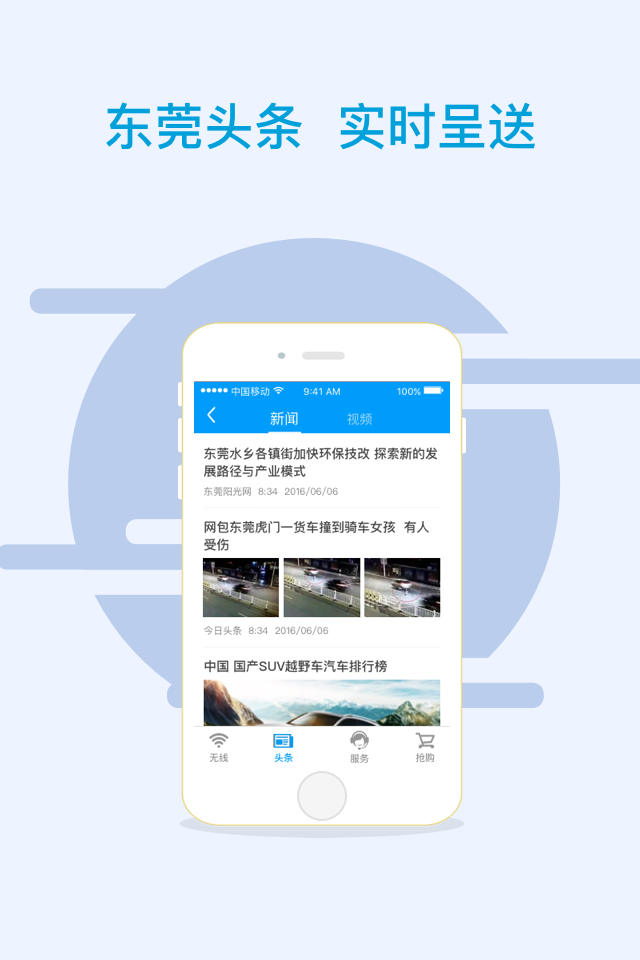 东莞头条 实时呈送
中国移动 9:41 AM 100%
新闻 视频
东莞水乡各镇街加快环保技改 探索新的发
展路径与产业模式
东莞阳光网 8:34 2016/06/06
网包东莞虎门一货车撞到骑车女孩 有人
受伤
今日头条 8:34 2016/06/06
中国 国产SUV越野车汽车排行榜
无线 头条 服务 抢购